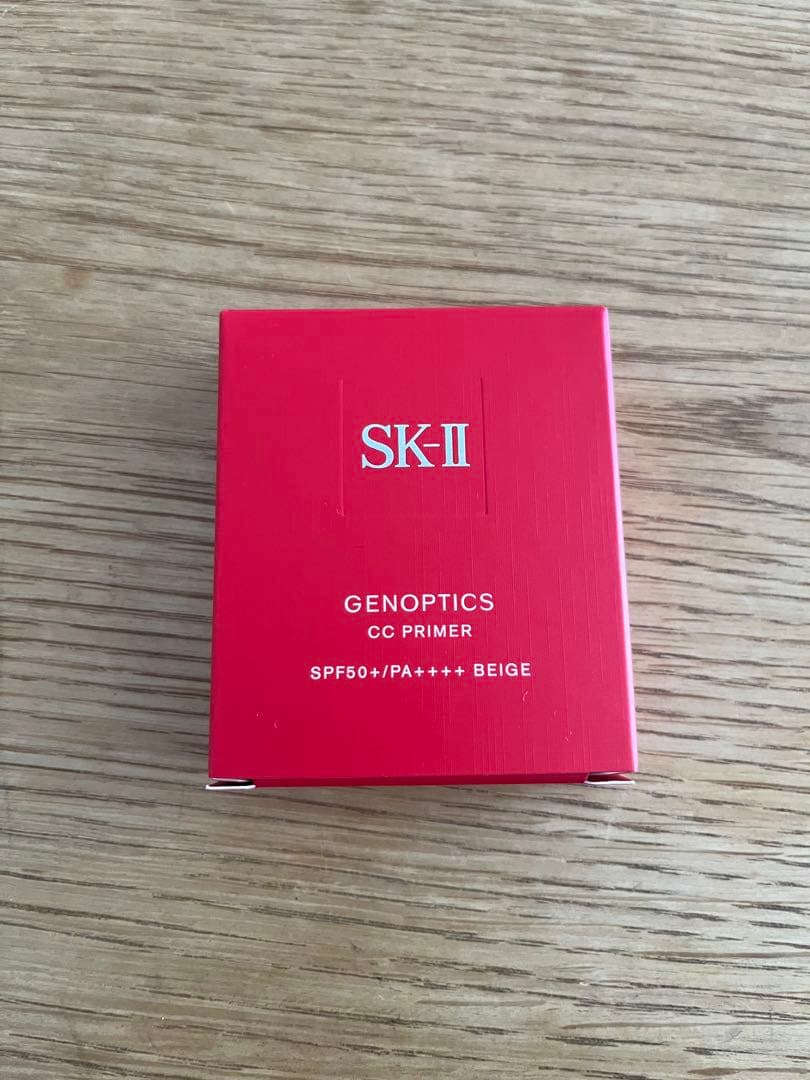 SK-II
GENOPTICS
CC PRIMER
SPF50+/PA++++ BEIGE